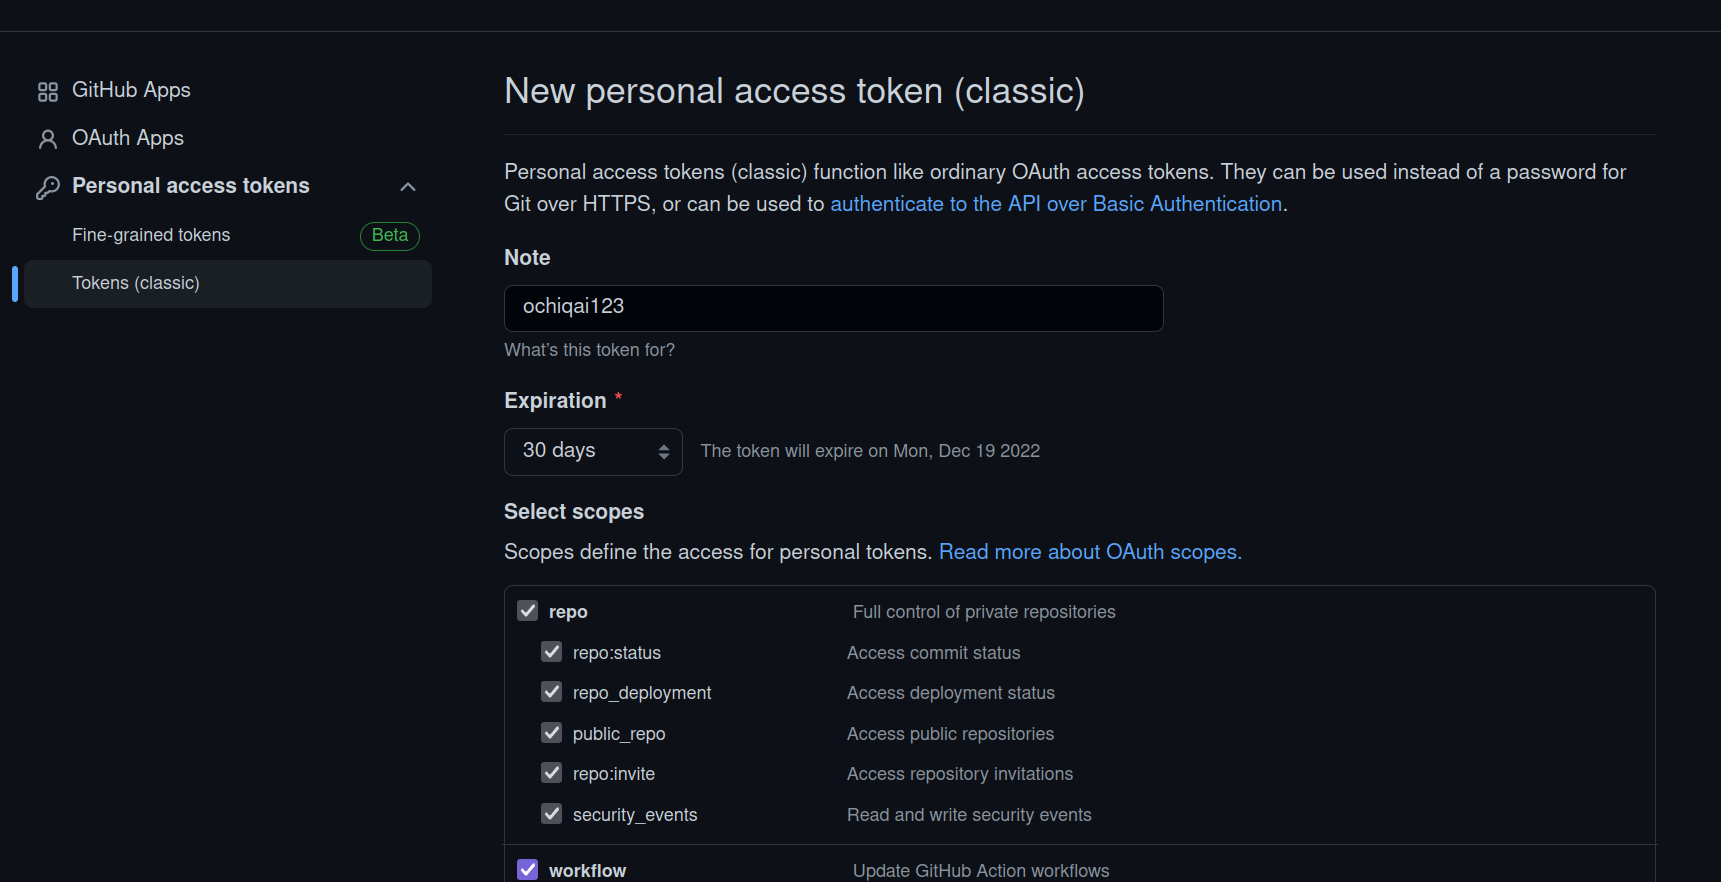 GitHub Apps
OAuth Apps
Personal access tokens
Fine-grained tokens Beta
Tokens (classic)
New personal access token (classic)
Personal access tokens (classic) function like ordinary OAuth access tokens. They can be used instead of a password for
Git over HTTPS, or can be used to authenticate to the API over Basic Authentication.
Note
ochiqai123
What's this token for?
Expiration *
30 days The token will expire on Mon, Dec 19 2022
Select scopes
Scopes define the access for personal tokens. Read more about OAuth scopes.
repo Full control of private repositories
repo:status Access commit status
repo_deployment Access deployment status
public_repo Access public repositories
repo:invite Access repository invitations
security_events Read and write security events
workflow Update GitHub Action workflows